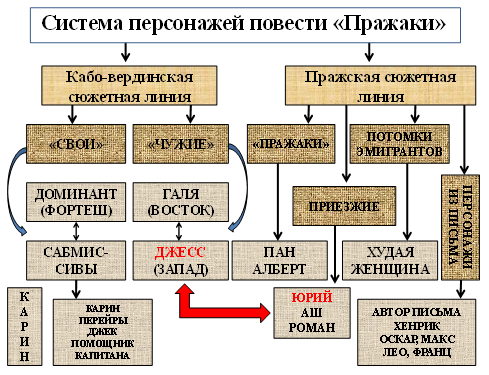 Система персонажей повести «Пражаки»
Кабо-вердинская
сюжетная линия
Пражская сюжетная
линия
«СВОИ»
«ЧУЖИЕ»
«ПРАЖАКИ»
ПОТОМКИ
ЭМИГРАНТОВ
ДОМИНАНТ
(ФОРТЕШ)
ГАЛЯ
(ВОСТОК)
ПРИЕЗЖИЕ
ПЕРСОНАЖИ
ИЗ ПИСЬМА
САБМИС-
СИВЫ
ДЖЕСС
(ЗАПАД)
ПАН
АЛБЕРТ
ХУДАЯ
ЖЕНЩИНА
К
А
Р
И
Н
КАРИН
ПЕРЕЙРЫ
ДЖЕК
ПОМОЩНИК
КАПИТАНА
ЮРИЙ
АШ
РОМАН
АВТОР ПИСЬМА
ХЕНРИК
ОСКАР, МАКС
ЛЕО, ФРАНЦ